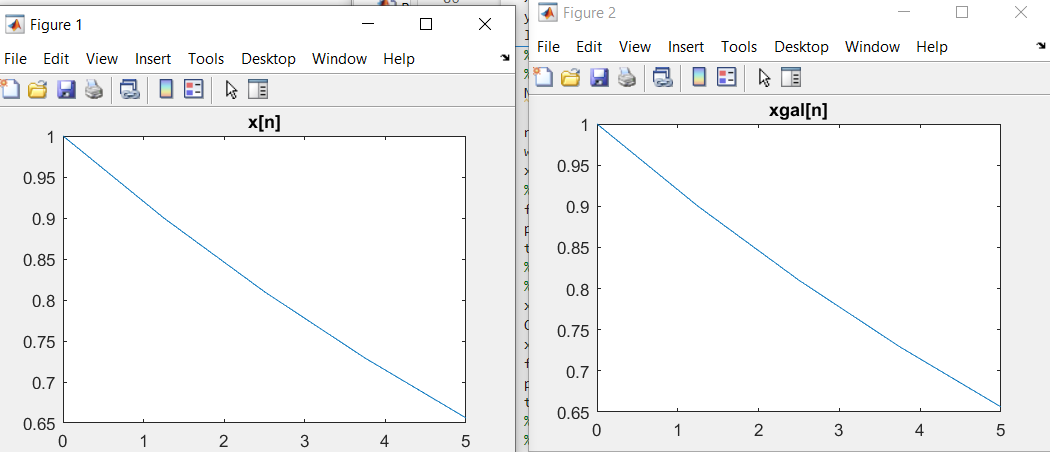 Figure 1
File Edit View Insert Tools Desktop Window Help
x[n]
1
0.95
0.9
0.85
0.8
0.75
0.7
0.65
0 1 2 3 4 5
Figure 2
File Edit View Insert Tools Desktop Window Help
xgal[n]
1
0.95
0.9
0.85
0.8
0.75
0.7
0.65
0 1 2 3 4 5